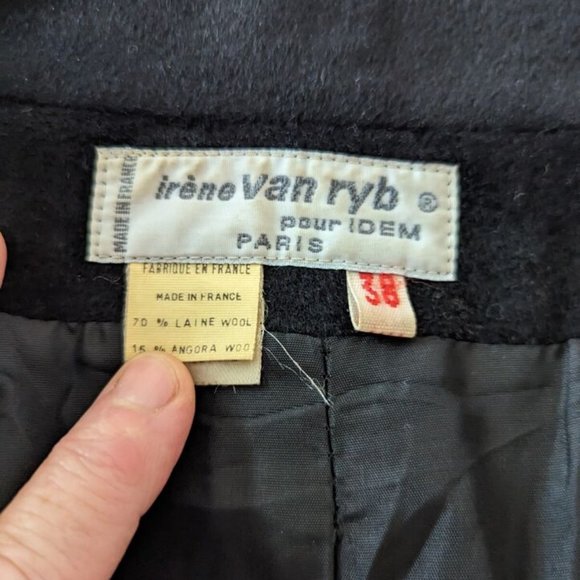 MADE IN FRANCE
irène van ryb ®
pour IDEM
PARIS
FABRIQUE EN FRANCE
MADE IN FRANCE
70 % LAINE WOOL
15 % ANGORA WOO
38